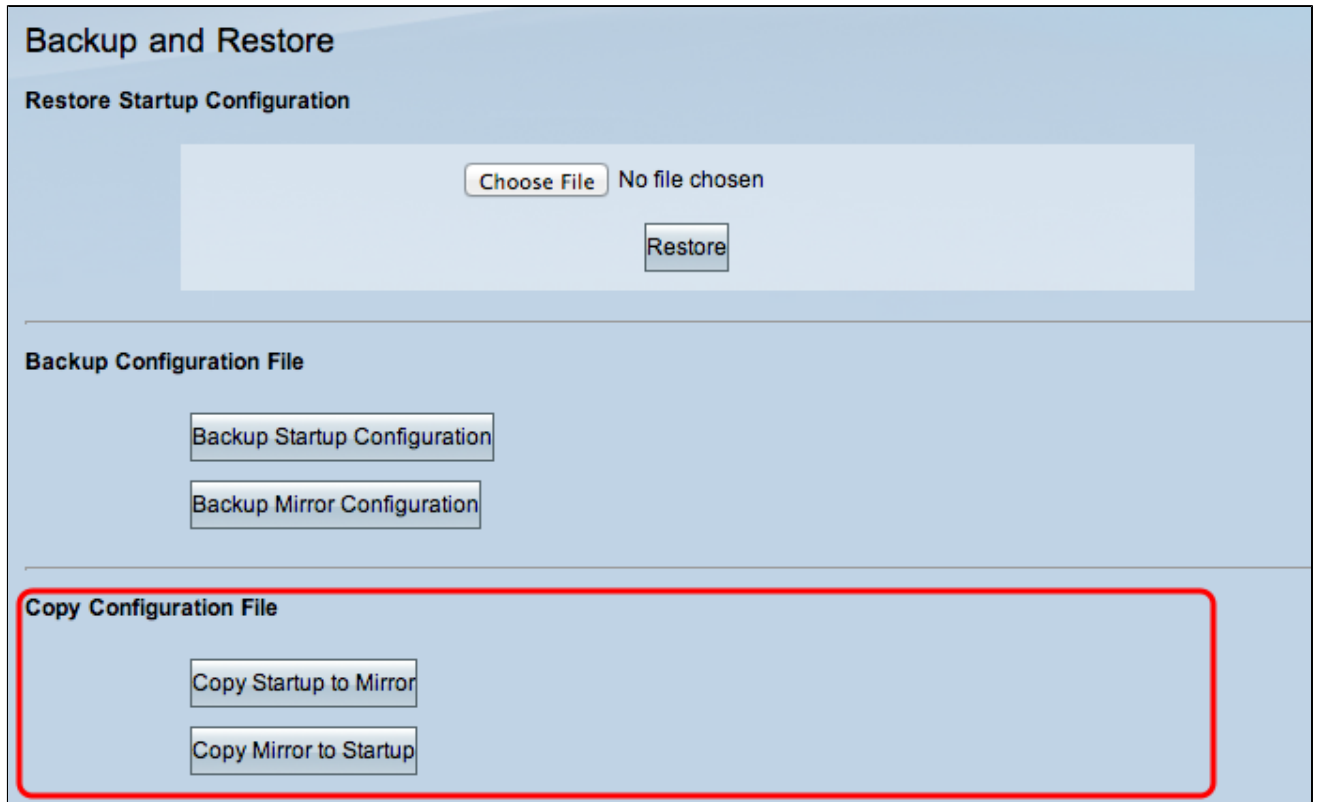 Backup and Restore
Restore Startup Configuration
Choose File No file chosen
Restore
Backup Configuration File
Backup Startup Configuration
Backup Mirror Configuration
Copy Configuration File
Copy Startup to Mirror
Copy Mirror to Startup